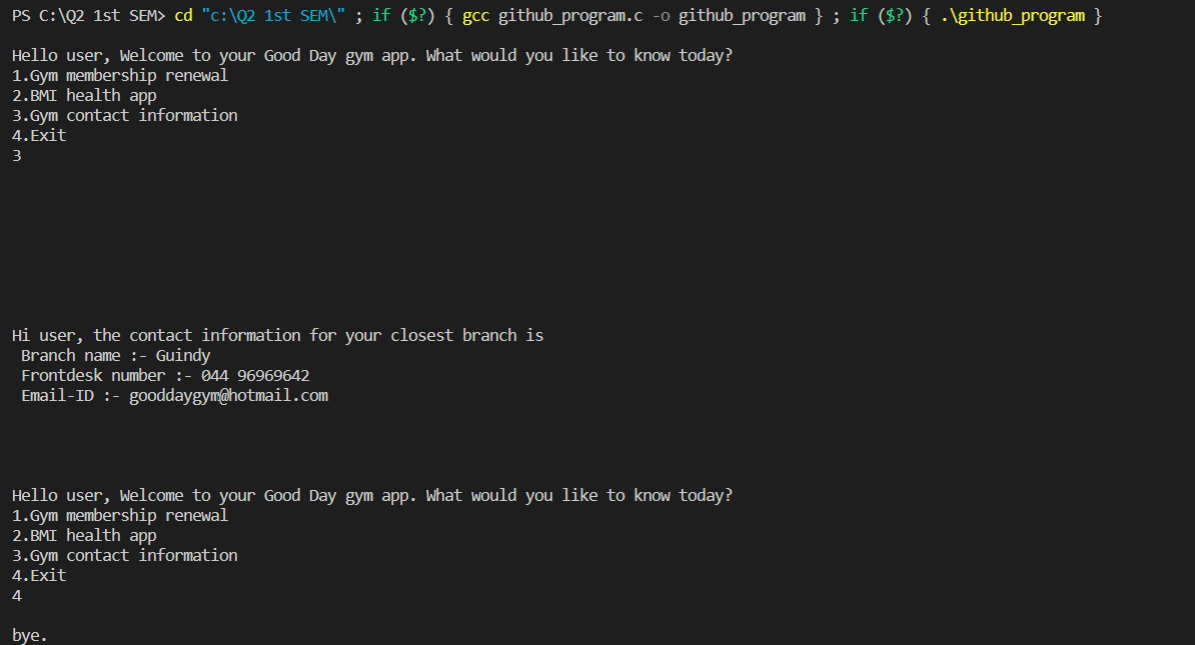 PS C:\Q2 1st SEM> cd "c:\Q2 1st SEM\" ; if ($?) { gcc github_program.c -o github_program } ; if ($?) { .\github_program }
Hello user, Welcome to your Good Day gym app. What would you like to know today?
1.Gym membership renewal
2.BMI health app
3.Gym contact information
4.Exit
3
Hi user, the contact information for your closest branch is
Branch name :- Guindy
Frontdesk number :- 044 96969642
Email-ID :- gooddaygym@hotmail.com
Hello user, Welcome to your Good Day gym app. What would you like to know today?
1.Gym membership renewal
2.BMI health app
3.Gym contact information
4.Exit
4
bye.